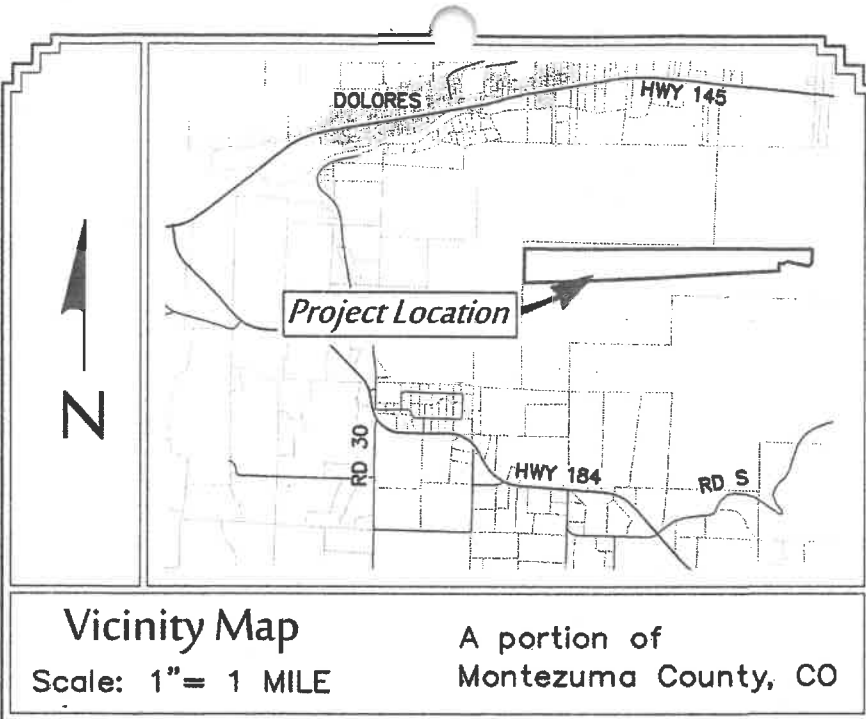 DOLORES
HWY 145
Project Location
N
RD 30
HWY 184
RD S
Vicinity Map
Scale: 1"= 1 MILE
A portion of
Montezuma County, CO